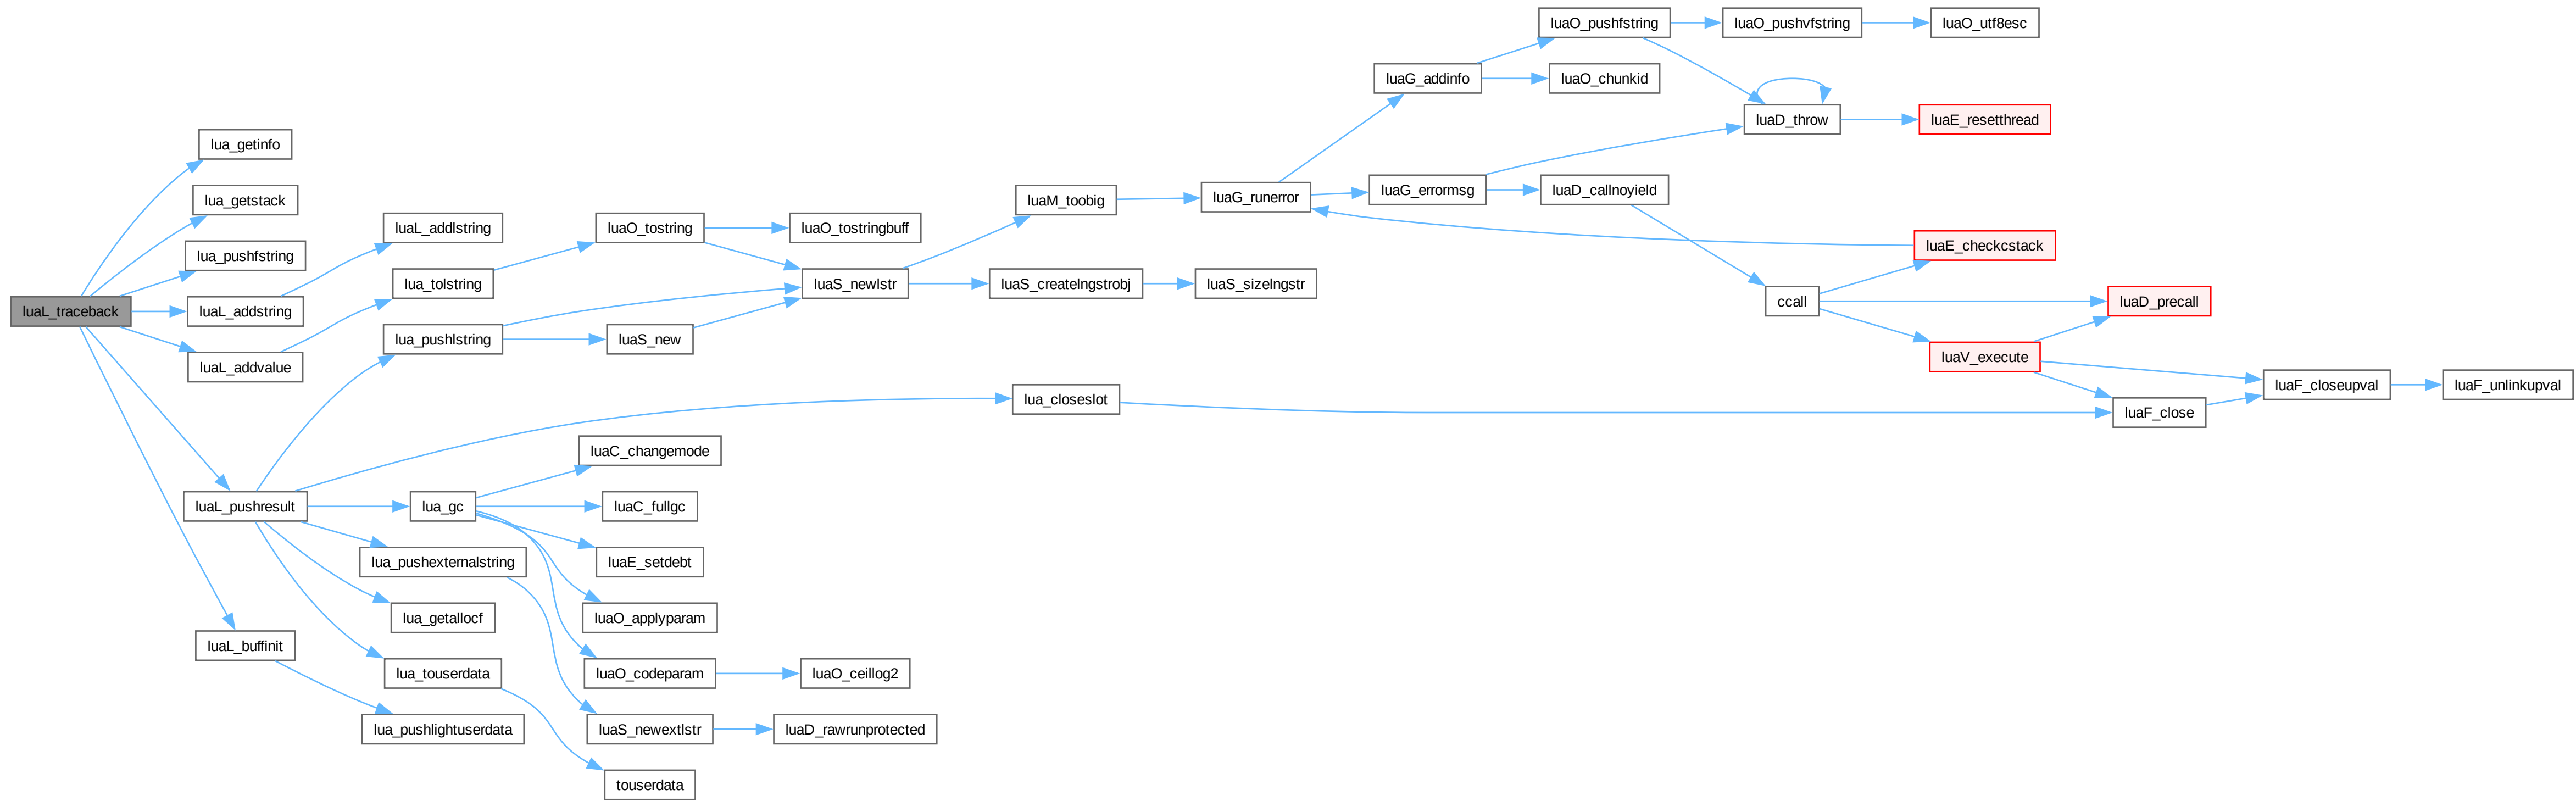 luaL_traceback
lua_getinfo
lua_getstack
lua_pushfstring
luaL_addstring
luaL_addvalue
luaL_pushresult
luaL_buffinit
luaL_addlstring
lua_tolstring
lua_pushlstring
lua_gc
lua_pushexternalstring
lua_getallocf
lua_touserdata
lua_pushlightuserdata
luaO_tostring
luaS_new
luaC_changemode
luaC_fullgc
luaE_setdebt
luaO_applyparam
luaO_codeparam
luaS_newextlstr
touserdata
luaO_tostringbuff
luaS_newlstr
luaO_ceillog2
luaD_rawrunprotected
luaM_toobig
luaS_createlngstrobj
lua_closeslot
luaG_runerror
luaS_sizelngstr
luaG_addinfo
luaG_errormsg
luaO_pushfstring
luaO_chunkid
luaD_callnoyield
luaO_pushvfstring
luaD_throw
ccall
luaO_utf8esc
luaE_resetthread
luaE_checkcstack
luaV_execute
luaD_precall
luaF_close
luaF_closeupval
luaF_unlinkupval